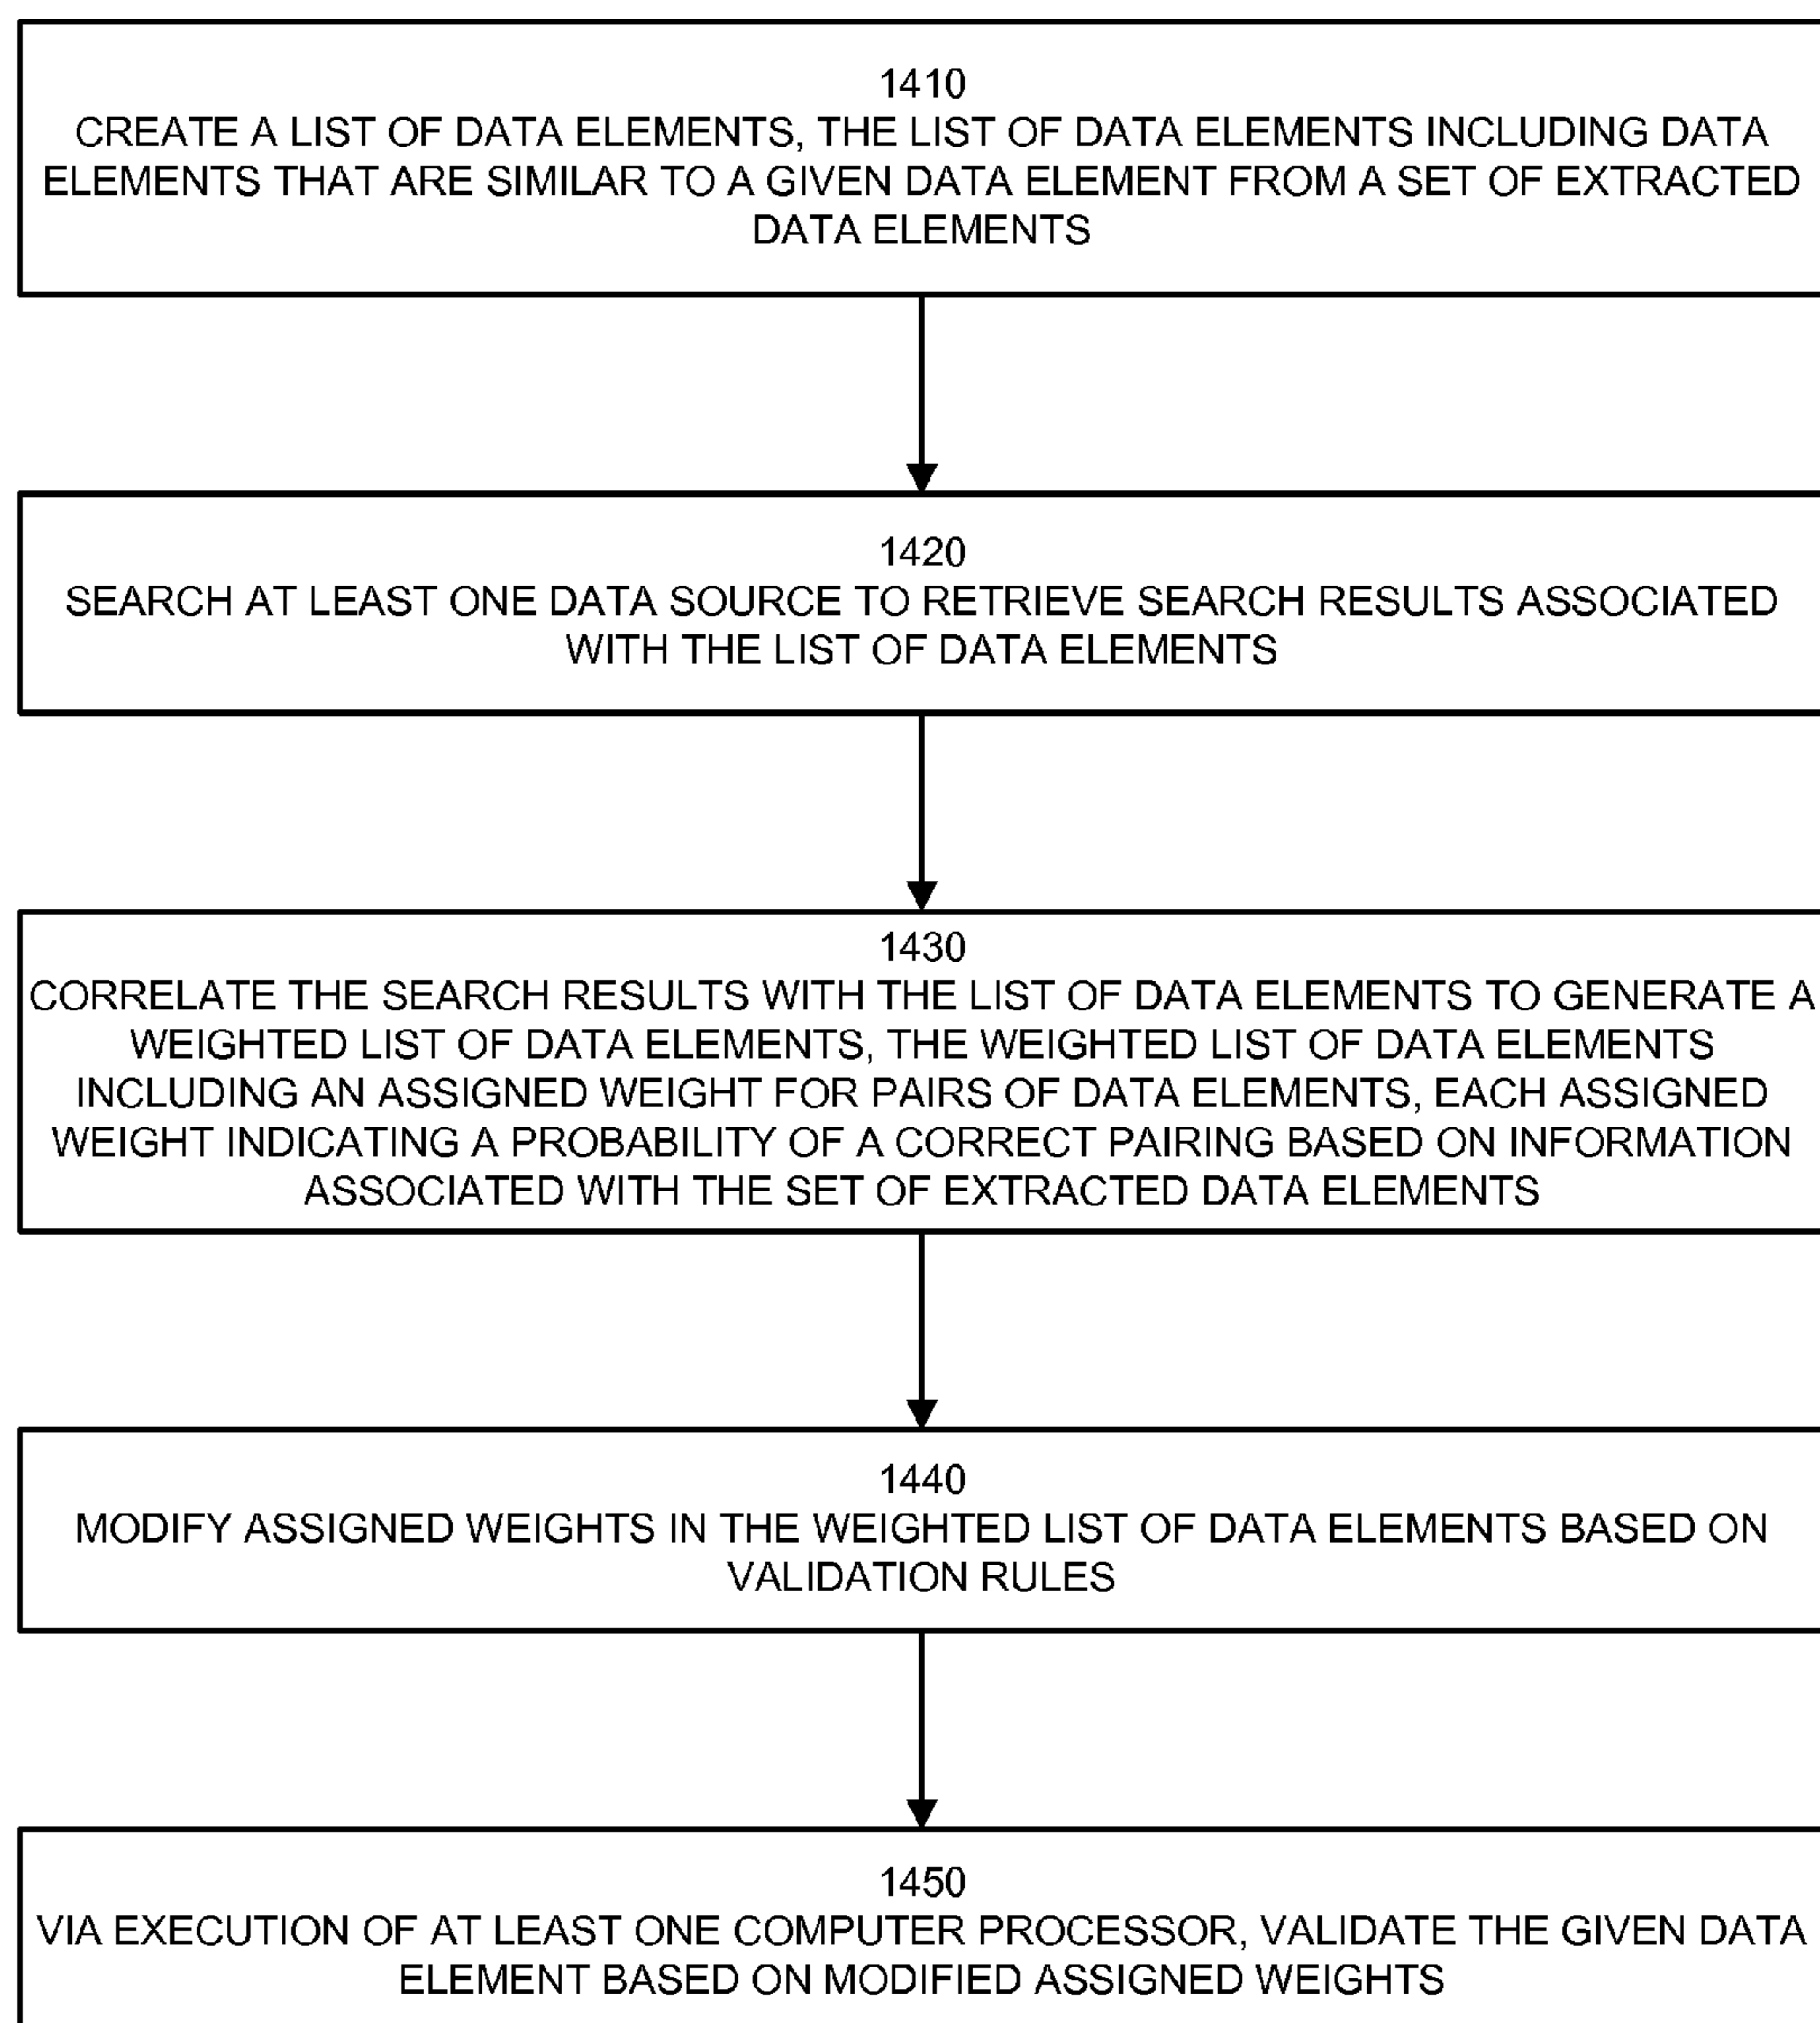 1410
CREATE A LIST OF DATA ELEMENTS, THE LIST OF DATA ELEMENTS INCLUDING DATA
ELEMENTS THAT ARE SIMILAR TO A GIVEN DATA ELEMENT FROM A SET OF EXTRACTED
DATA ELEMENTS
1420
SEARCH AT LEAST ONE DATA SOURCE TO RETRIEVE SEARCH RESULTS ASSOCIATED
WITH THE LIST OF DATA ELEMENTS
1430
CORRELATE THE SEARCH RESULTS WITH THE LIST OF DATA ELEMENTS TO GENERATE A
WEIGHTED LIST OF DATA ELEMENTS, THE WEIGHTED LIST OF DATA ELEMENTS
INCLUDING AN ASSIGNED WEIGHT FOR PAIRS OF DATA ELEMENTS, EACH ASSIGNED
WEIGHT INDICATING A PROBABILITY OF A CORRECT PAIRING BASED ON INFORMATION
ASSOCIATED WITH THE SET OF EXTRACTED DATA ELEMENTS
1440
MODIFY ASSIGNED WEIGHTS IN THE WEIGHTED LIST OF DATA ELEMENTS BASED ON
VALIDATION RULES
1450
VIA EXECUTION OF AT LEAST ONE COMPUTER PROCESSOR, VALIDATE THE GIVEN DATA
ELEMENT BASED ON MODIFIED ASSIGNED WEIGHTS